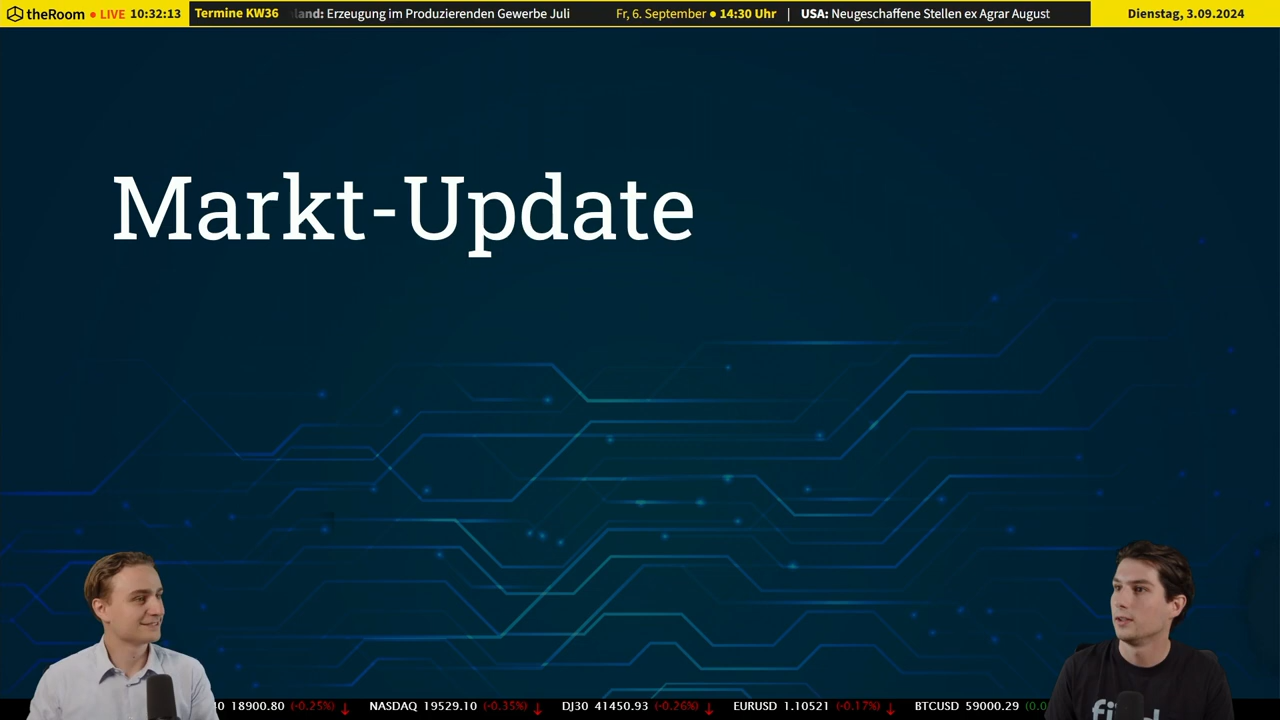 theRoom ● LIVE 10:32:13 Termine KW36 land: Erzeugung im Produzierenden Gewerbe Juli Fr, 6. September ● 14:30 Uhr | USA: Neugeschaffene Stellen ex Agrar August Dienstag, 3.09.2024
Markt-Update
18900.80 (-0.25%) ↓ NASDAQ 19529.10 (-0.35%) ↓ DJ30 41450.93 (-0.26%) ↓ EURUSD 1.10521 (-0.17%) ↓ BTCUSD 59000.29